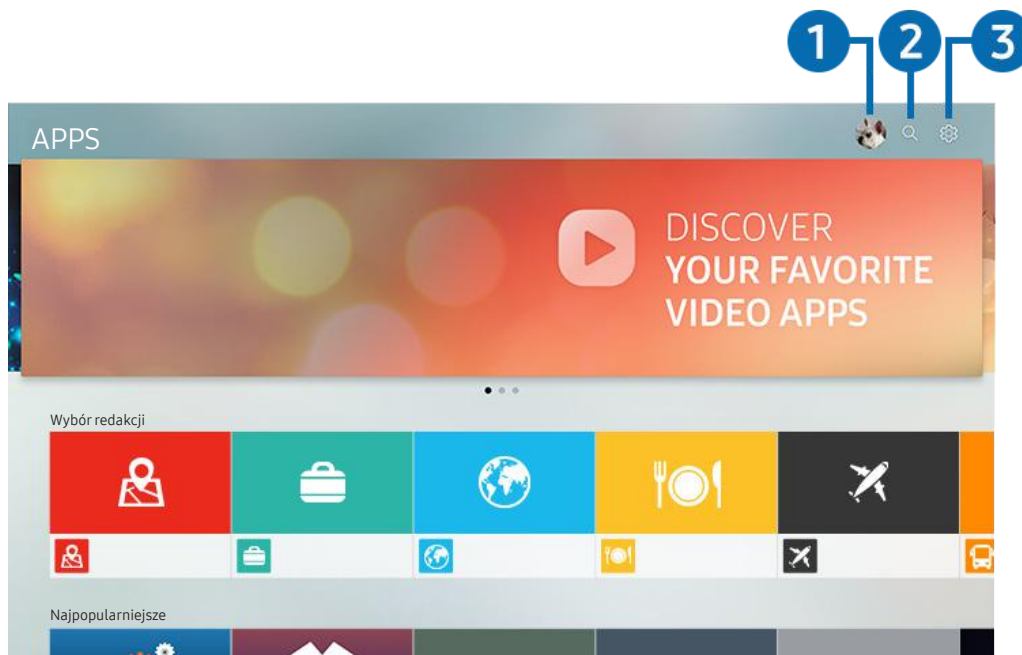 1 2 3
APPS
DISCOVER
YOUR FAVORITE
VIDEO APPS
Wybór redakcji
Najpopularniejsze